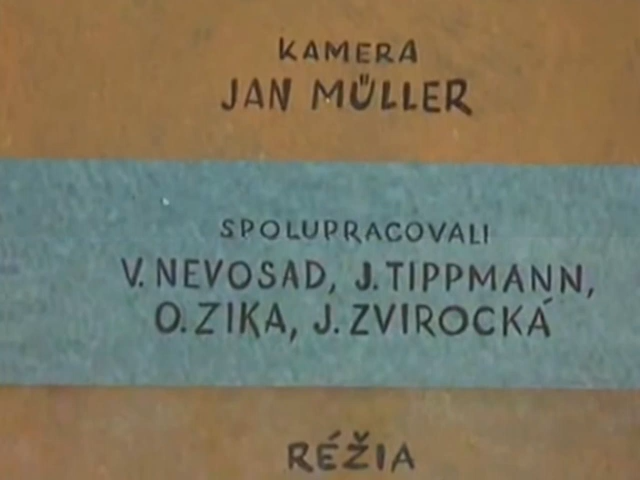 KAMERA
JAN MÜLLER
SPOLUPRACOVALI
V. NEVOSAD, J. TIPPMANN,
O. ZIKA, J. ZVIROCKÁ
RÉŽIA